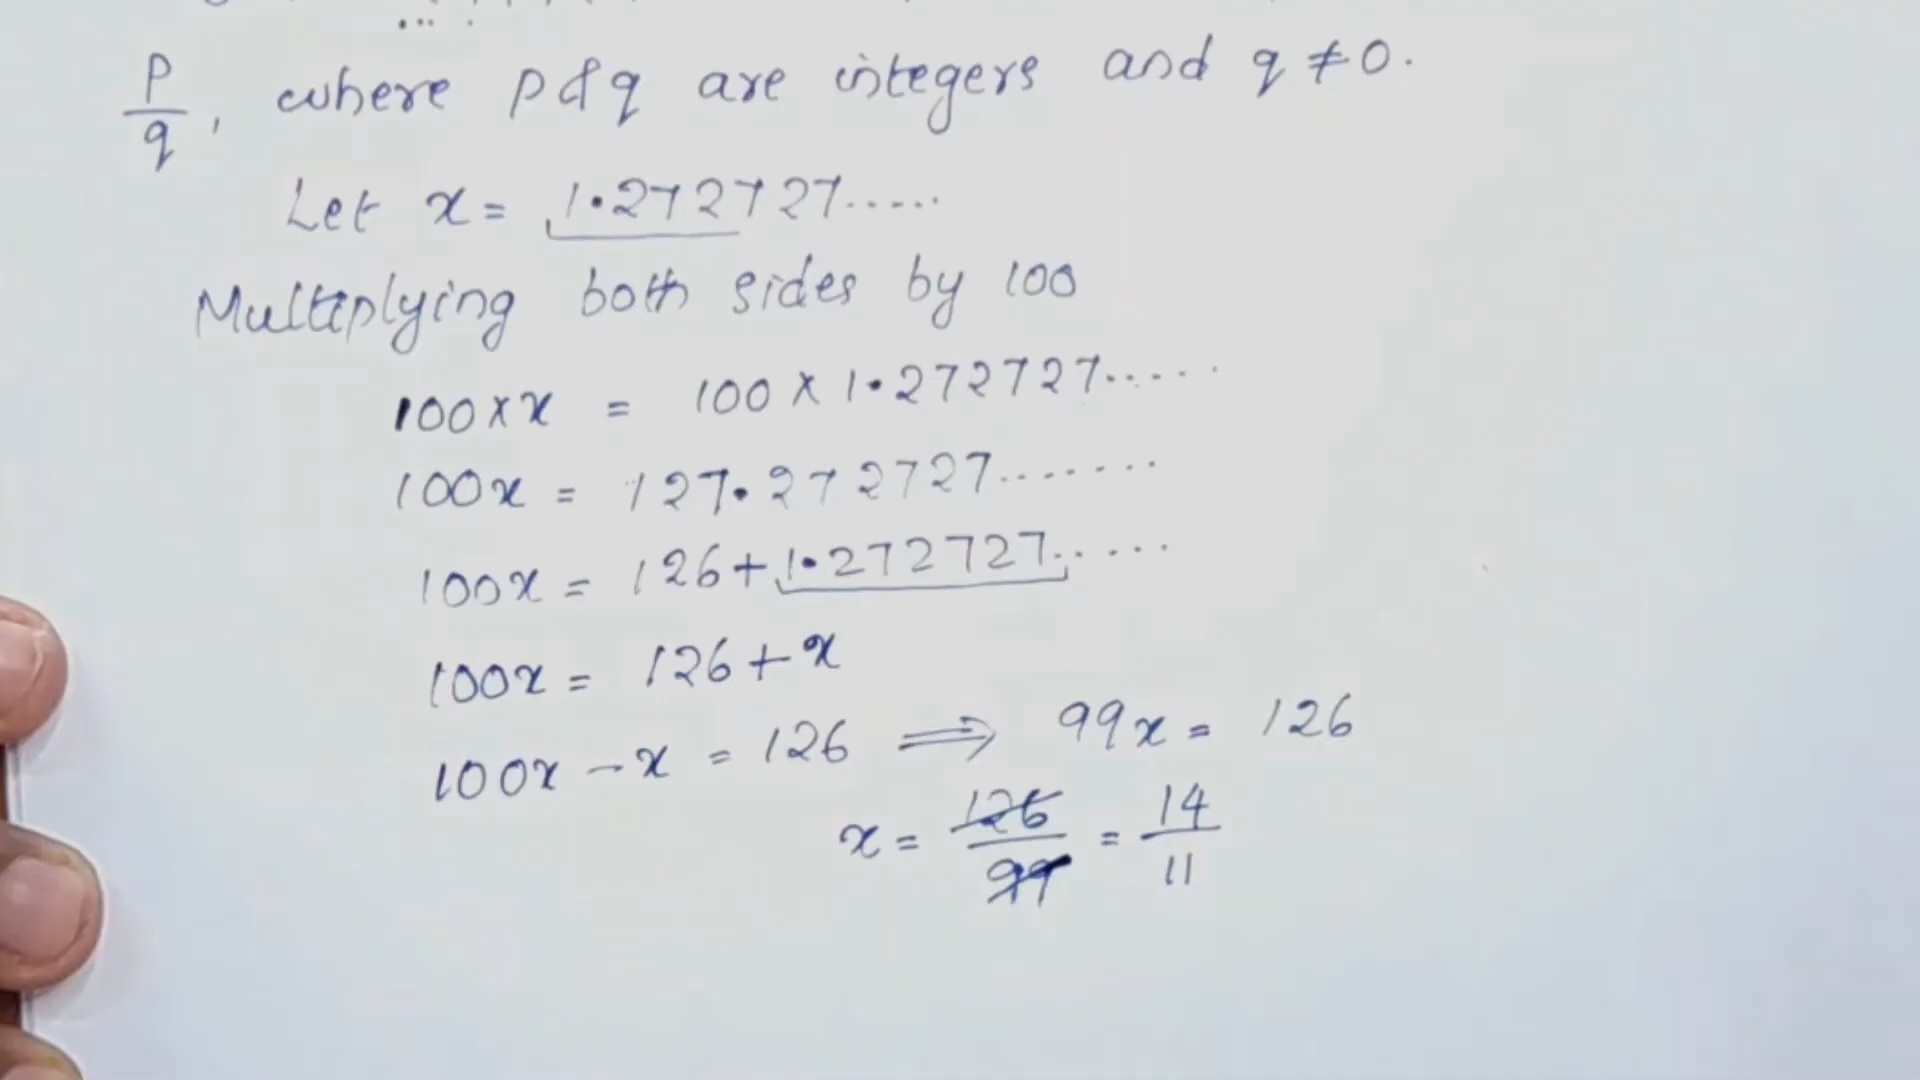 p/q, where p & q are integers and q ≠ 0.
Let x = 1.272727.....
Multiplying both sides by 100
100 × x = 100 × 1.272727.....
100x = 127.272727.......
100x = 126 + 1.272727.....
100x = 126 + x
100x - x = 126 ⟹ 99x = 126
x = 126/99 = 14/11